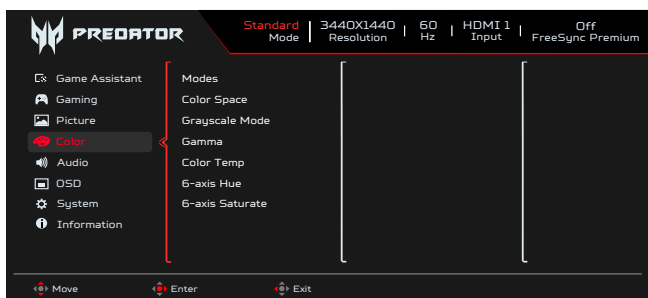 PREDATOR
Standard Mode
3440X1440 Resolution
60 Hz
HDMI 1 Input
Off FreeSync Premium
Game Assistant
Gaming
Picture
Color
Audio
OSD
System
Information
Modes
Color Space
Grayscale Mode
Gamma
Color Temp
6-axis Hue
6-axis Saturate
Move
Enter
Exit